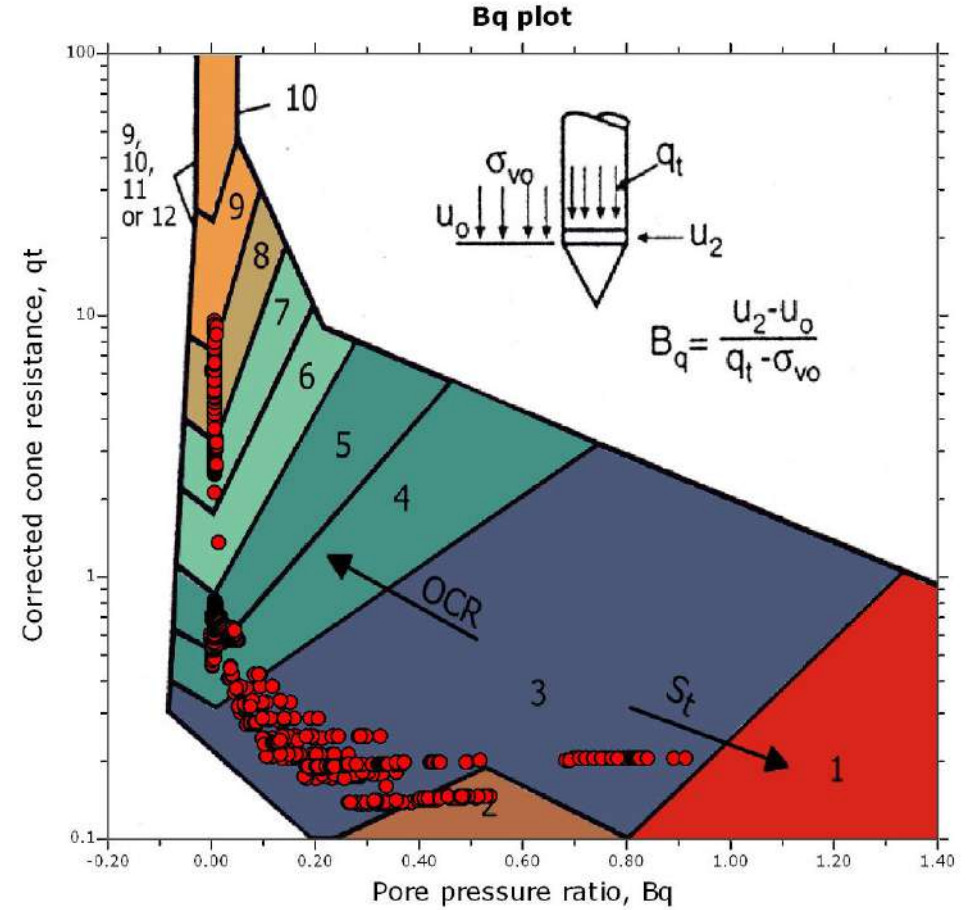 Bq plot
100
10
1
0.1
Corrected cone resistance, qt
9,
10,
11
or 12
10
9
8
7
6
5
4
3
2
1
OCR
St
σvo
qt
uo
u2
Bq= u2-uo
qt-σvo
-0.20 0.00 0.20 0.40 0.60 0.80 1.00 1.20 1.40
Pore pressure ratio, Bq